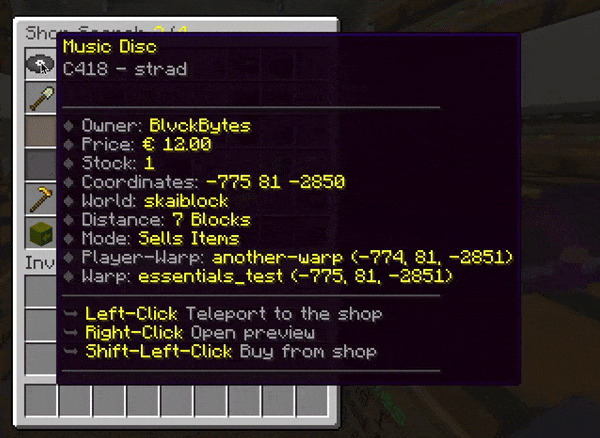 Music Disc
C418 - strad
◆ Owner: BlvckBytes
◆ Price: € 12.00
◆ Stock: 1
◆ Coordinates: -775 81 -2850
◆ World: skaiblock
◆ Distance: 7 Blocks
◆ Mode: Sells Items
◆ Player-Warp: another-warp (-774, 81, -2851)
◆ Warp: essentials_test (-775, 81, -2851)
Left-Click Teleport to the shop
Right-Click Open preview
Shift-Left-Click Buy from shop
Inv